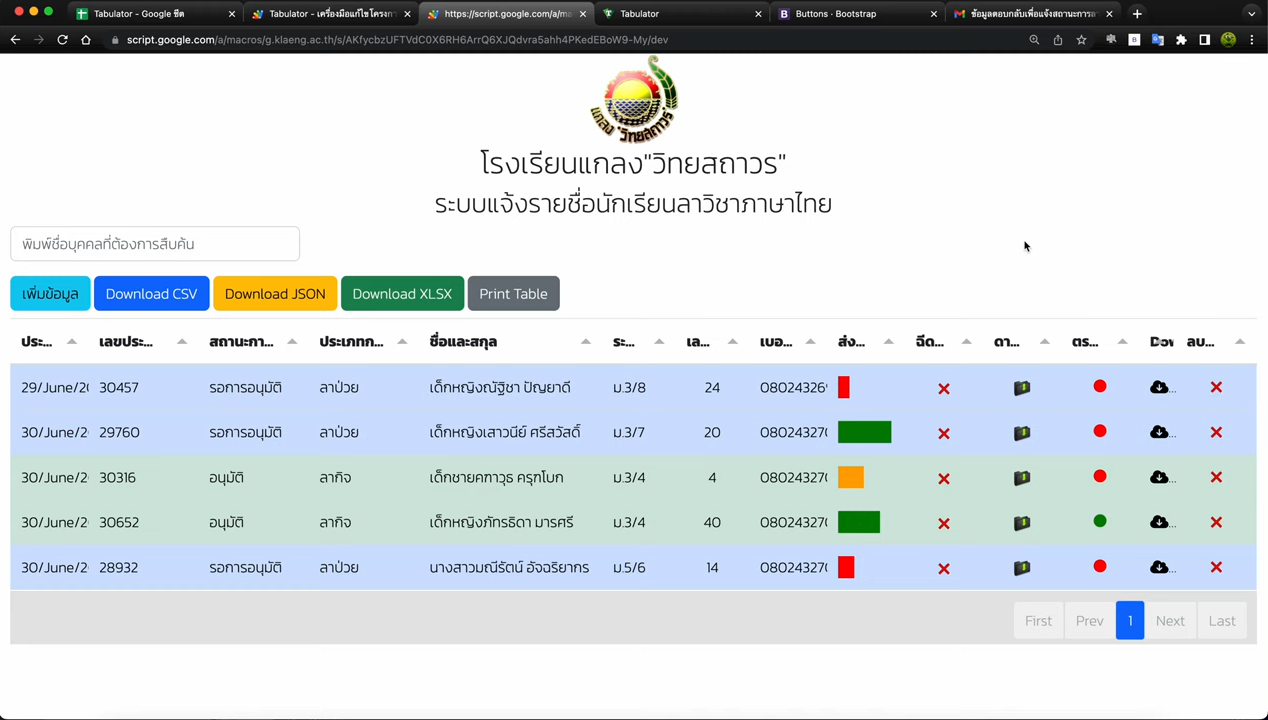 Tabulator - Google ชีต
Tabulator - เครื่องมือแก้ไขโครงกา
https://script.google.com/a/ma
Tabulator
Buttons · Bootstrap
ข้อมูลตอบกลับเพื่อแจ้งสถานะการลา
script.google.com/a/macros/g.klaeng.ac.th/s/AKfycbzUFTVdC0X6RH6ArrQ6XJQdvra5ahh4PKedEBoW9-My/dev
แกลง "วิทยสถาวร"
โรงเรียนแกลง"วิทยสถาวร"
ระบบแจ้งรายชื่อนักเรียนลาวิชาภาษาไทย
พิมพ์ชื่อบุคคลที่ต้องการสืบค้น
เพิ่มข้อมูล Download CSV Download JSON Download XLSX Print Table
ประ... เลขประ... สถานะกา... ประเภทก... ชื่อและสกุล ระ... เล... เบอ... ส่ง... ฉีด... ดา... ตร... ลบ...
29/June/20 30457 รอการอนุมัติ ลาป่วย เด็กหญิงณัฐิชา ปัญยาดี ม.3/8 24 080243269
30/June/2 29760 รอการอนุมัติ ลาป่วย เด็กหญิงเสาวนีย์ ศรีสวัสดิ์ ม.3/7 20 080243270
30/June/2 30316 อนุมัติ ลากิจ เด็กชายคฑาวุธ ครุฑโบก ม.3/4 4 080243270
30/June/2 30652 อนุมัติ ลากิจ เด็กหญิงภัทรธิดา มารศรี ม.3/4 40 080243270
30/June/2 28932 รอการอนุมัติ ลาป่วย นางสาวมณีรัตน์ อัจฉริยากร ม.5/6 14 080243270
First Prev 1 Next Last